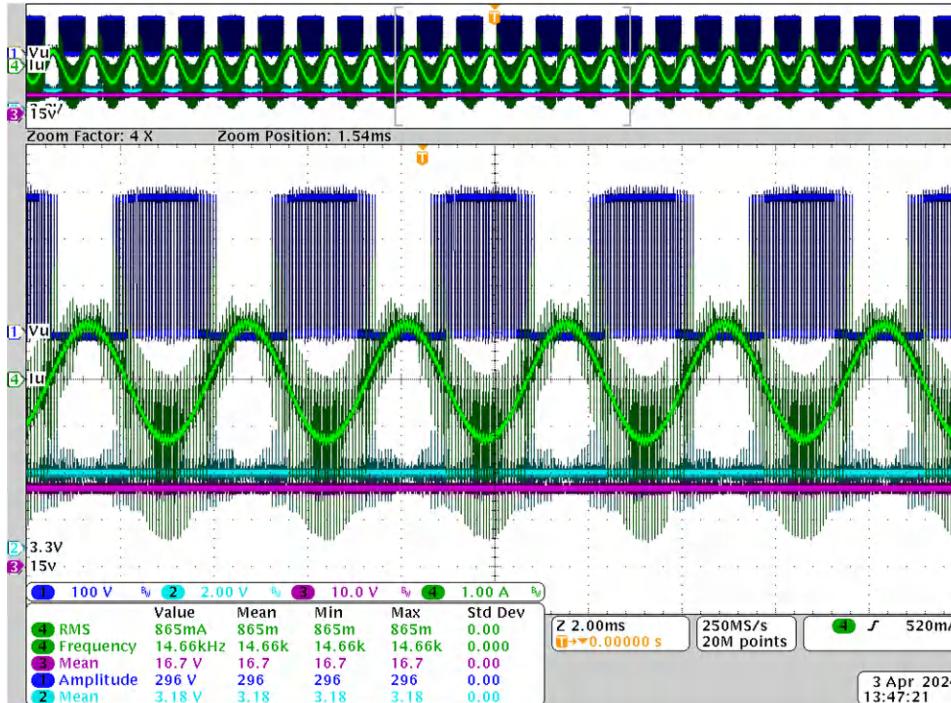 1 Vu
4 Iu
3 15v
Zoom Factor: 4 X Zoom Position: 1.54ms
T
1 Vu
4 Iu
2 3.3V
3 15v
1 100 V BW 2 2.00 V BW 3 10.0 V BW 4 1.00 A BW
Value Mean Min Max Std Dev
4 RMS 865mA 865m 865m 865m 0.00
4 Frequency 14.66kHz 14.66k 14.66k 14.66k 0.000
3 Mean 16.7 V 16.7 16.7 16.7 0.00
1 Amplitude 296 V 296 296 296 0.00
2 Mean 3.18 V 3.18 3.18 3.18 0.00
Z 2.00ms
T→▼0.00000 s
250MS/s
20M points
4 ƒ 520mA
3 Apr 2024
13:47:21